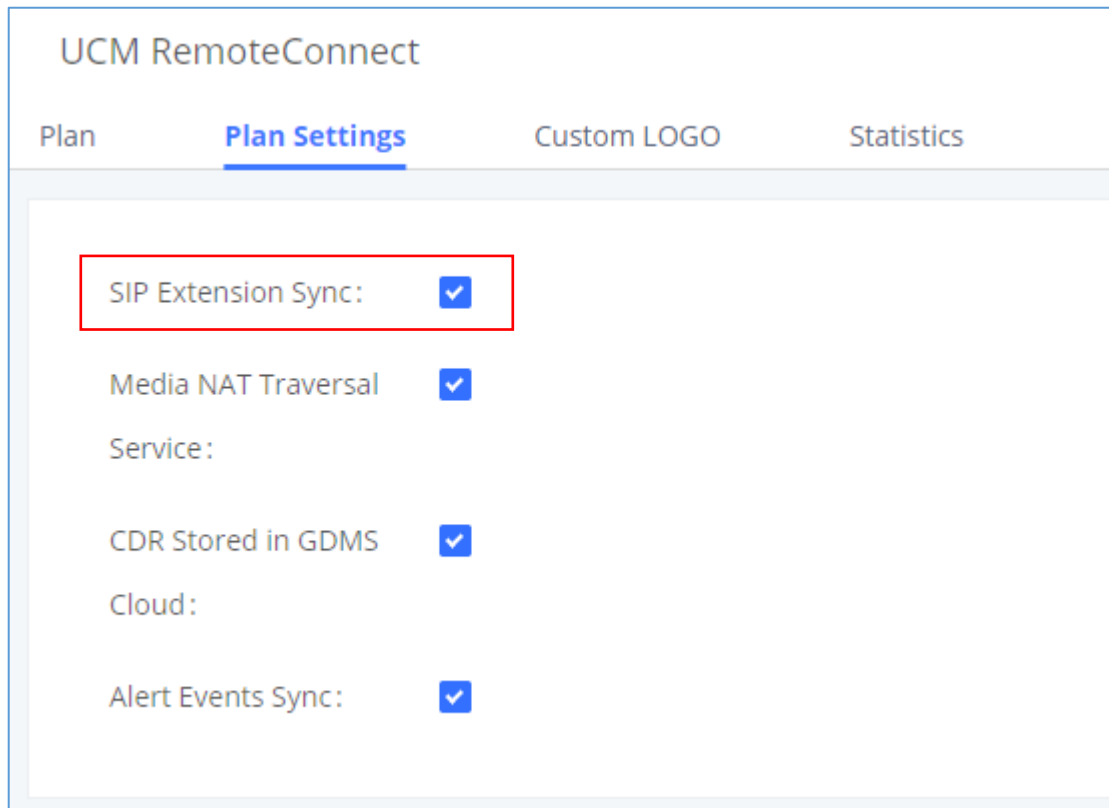 UCM RemoteConnect
Plan Plan Settings Custom LOGO Statistics
SIP Extension Sync:
Media NAT Traversal
Service:
CDR Stored in GDMS
Cloud:
Alert Events Sync: